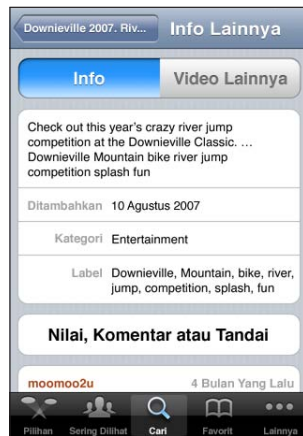 Downieville 2007. Riv...
Info Lainnya
Info
Video Lainnya
Check out this year's crazy river jump
competition at the Downieville Classic. ...
Downieville Mountain bike river jump
competition splash fun
Ditambahkan 10 Agustus 2007
Kategori Entertainment
Label Downieville, Mountain, bike, river,
jump, competition, splash, fun
Nilai, Komentar atau Tandai
moomoo2u 4 Bulan Yang Lalu
Pilihan Sering Dilihat Cari Favorit Lainnya